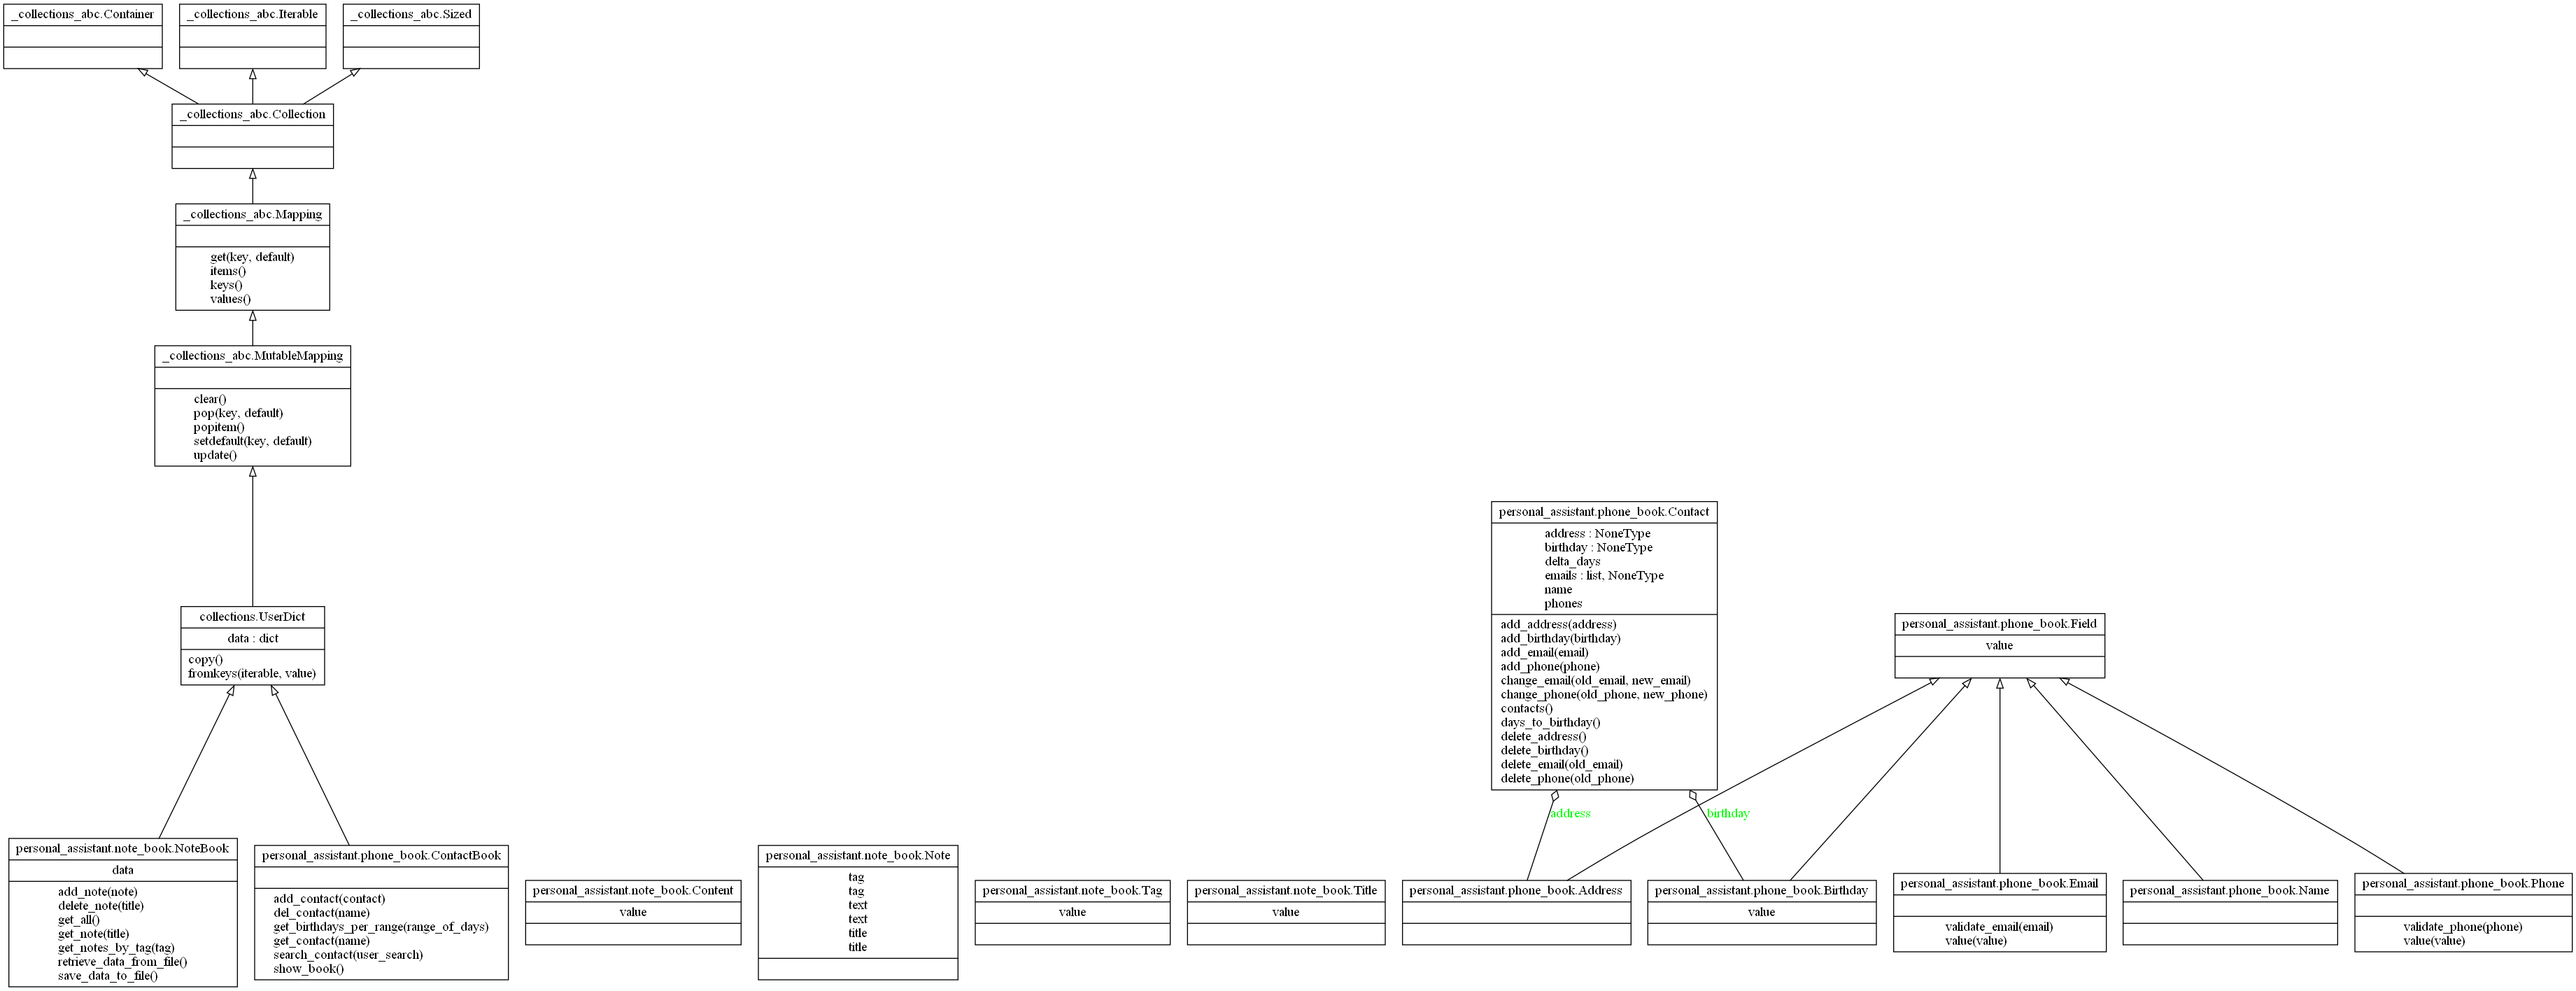 _collections_abc.Container
_collections_abc.Iterable
_collections_abc.Sized
_collections_abc.Collection
_collections_abc.Mapping
get(key, default)
items()
keys()
values()
_collections_abc.MutableMapping
clear()
pop(key, default)
popitem()
setdefault(key, default)
update()
collections.UserDict
data : dict
copy()
fromkeys(iterable, value)
personal_assistant.phone_book.Contact
address : NoneType
birthday : NoneType
delta_days
emails : list, NoneType
name
phones
add_address(address)
add_birthday(birthday)
add_email(email)
add_phone(phone)
change_email(old_email, new_email)
change_phone(old_phone, new_phone)
contacts()
days_to_birthday()
delete_address()
delete_birthday()
delete_email(old_email)
delete_phone(old_phone)
personal_assistant.phone_book.Field
value
address
birthday
personal_assistant.note_book.NoteBook
data
add_note(note)
delete_note(title)
get_all()
get_note(title)
get_notes_by_tag(tag)
retrieve_data_from_file()
save_data_to_file()
personal_assistant.phone_book.ContactBook
add_contact(contact)
del_contact(name)
get_birthdays_per_range(range_of_days)
get_contact(name)
search_contact(user_search)
show_book()
personal_assistant.note_book.Content
value
personal_assistant.note_book.Note
tag
tag
text
text
title
title
personal_assistant.note_book.Tag
value
personal_assistant.note_book.Title
value
personal_assistant.phone_book.Address
personal_assistant.phone_book.Birthday
value
personal_assistant.phone_book.Email
validate_email(email)
value(value)
personal_assistant.phone_book.Name
personal_assistant.phone_book.Phone
validate_phone(phone)
value(value)